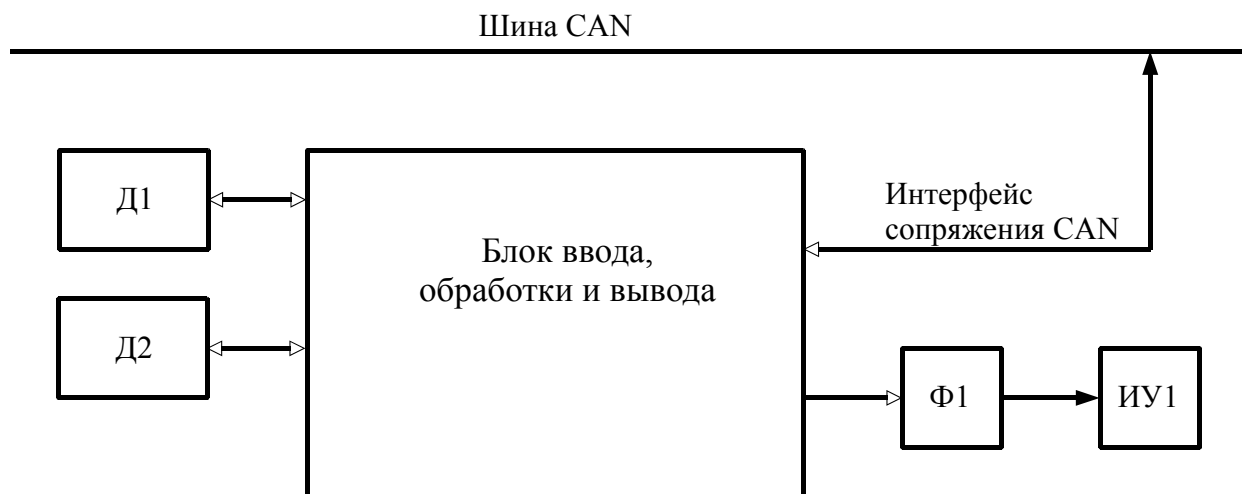 Шина CAN
Д1
Интерфейс
сопряжения CAN
Блок ввода,
обработки и вывода
Д2
Ф1
ИУ1